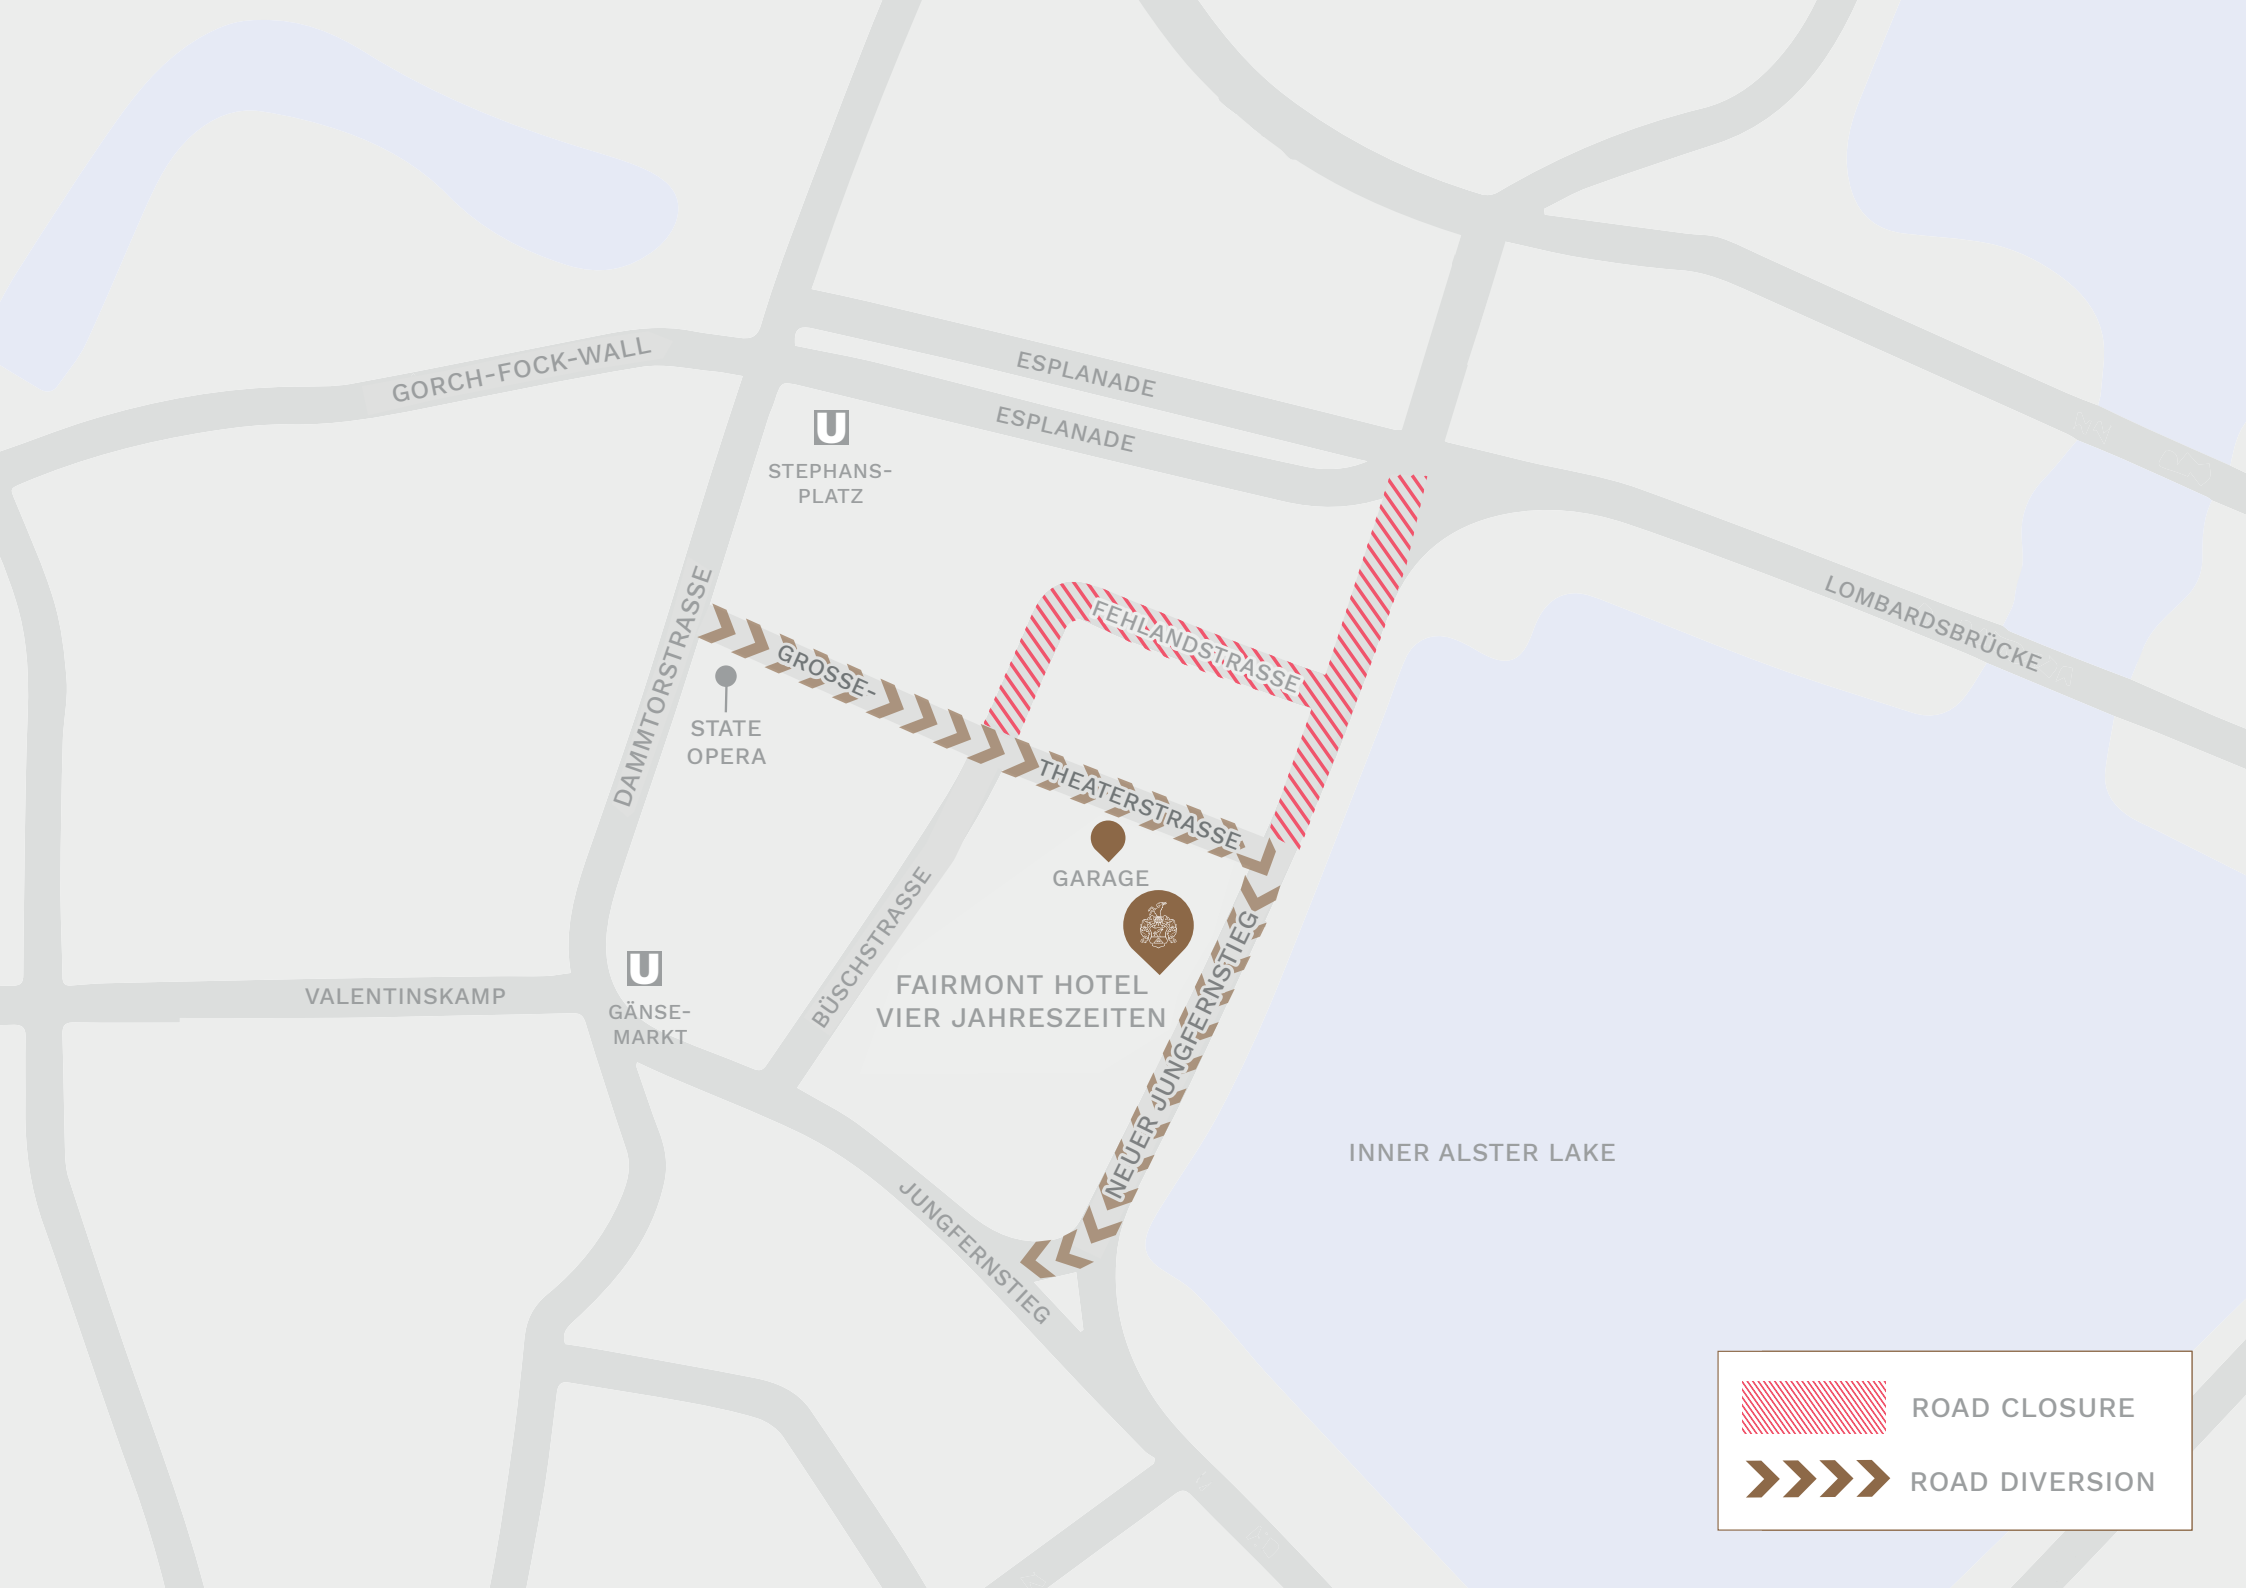 GORCH-FOCK-WALL
ESPLANADE
ESPLANADE
U
STEPHANS-
PLATZ
DAMMTORSTRASSE
FEHLANDSTRASSE
LOMBARDSBRÜCKE
GROSSE-
THEATERSTRASSE
STATE
OPERA
GARAGE
BÜSCHSTRASSE
FAIRMONT HOTEL
VIER JAHRESZEITEN
NEUER JUNGFERNSTIEG
VALENTINSKAMP
U
GÄNSE-
MARKT
JUNGFERNSTIEG
INNER ALSTER LAKE
ROAD CLOSURE
ROAD DIVERSION